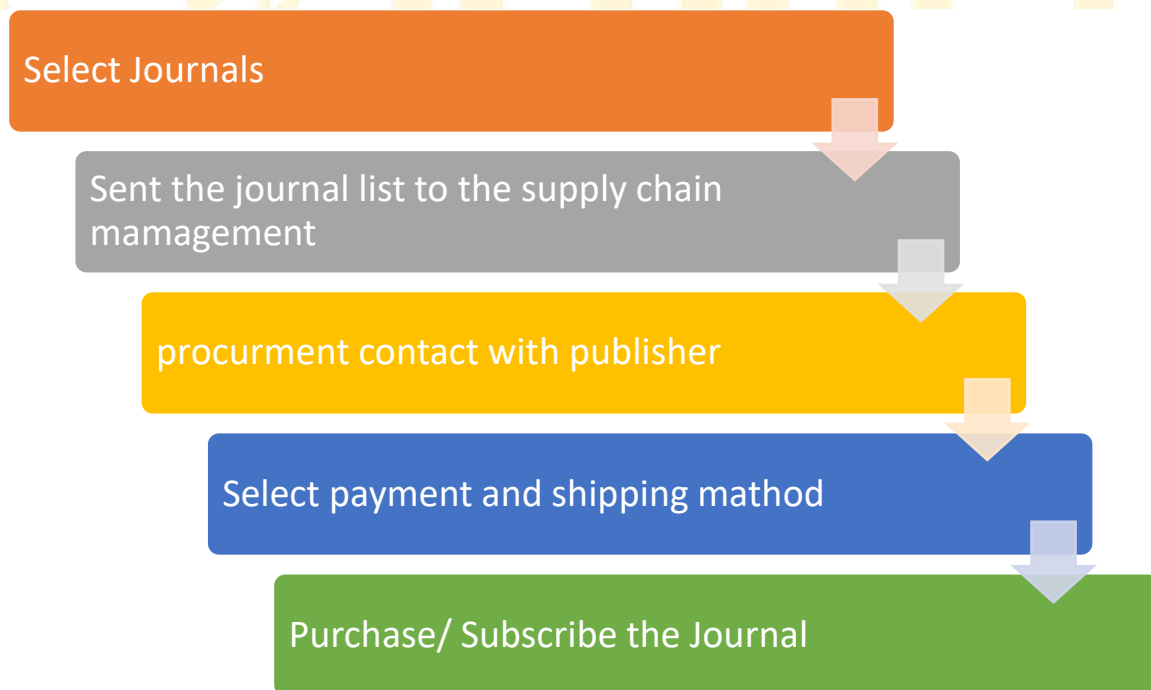 Select Journals
Sent the journal list to the supply chain
mamagement
procurment contact with publisher
Select payment and shipping mathod
Purchase/ Subscribe the Journal